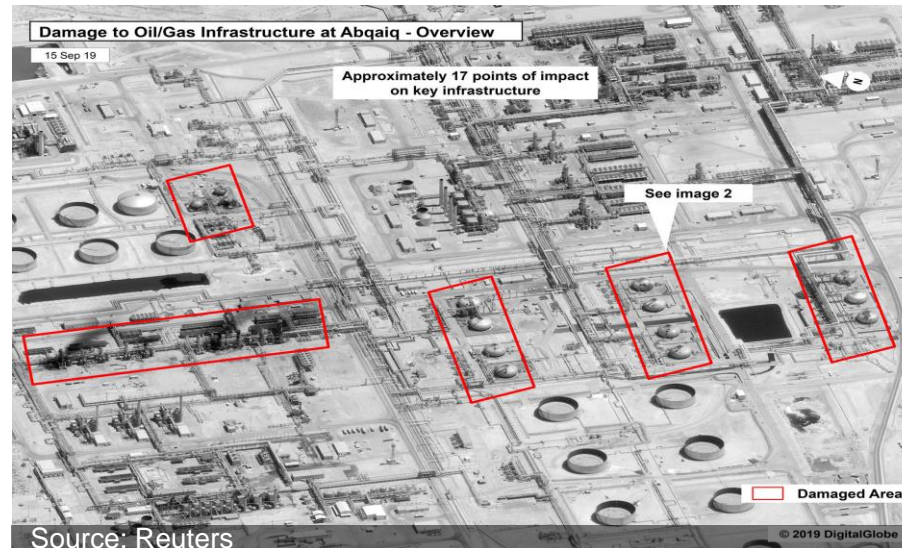 Damage to Oil/Gas Infrastructure at Abqaiq - Overview
15 Sep 19
Approximately 17 points of impact
on key infrastructure
N
See image 2
Damaged Area
© 2019 DigitalGlobe
Source: Reuters